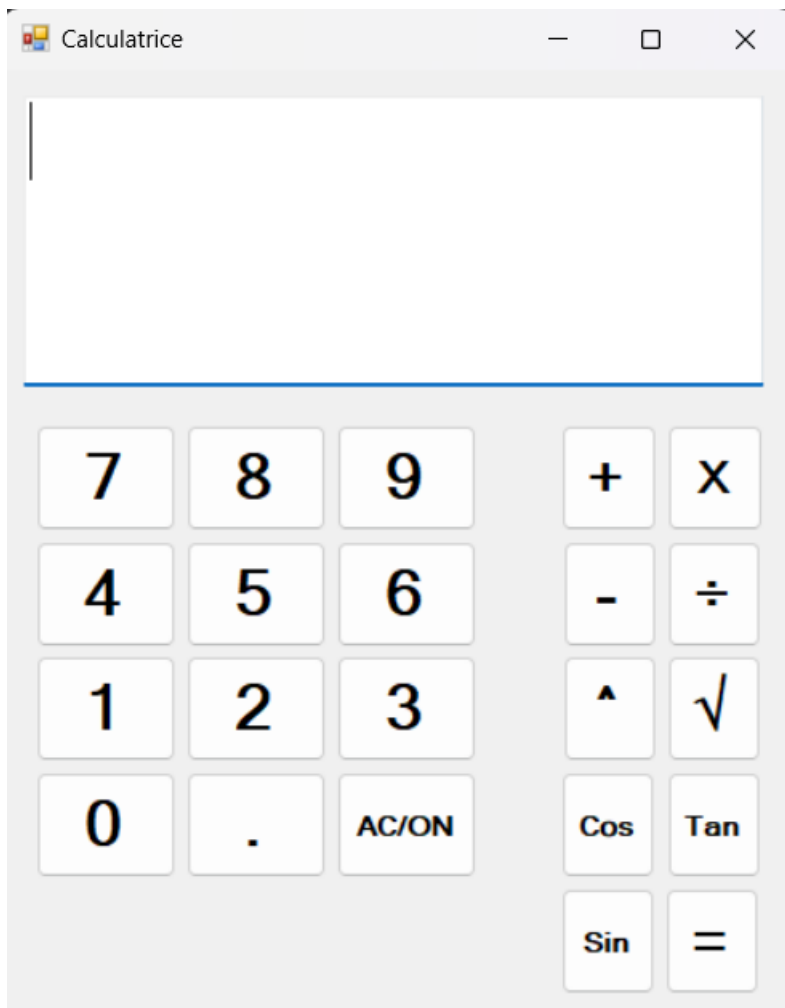 Calculatrice
7 8 9 + x
4 5 6 - ÷
1 2 3 ^ √
0 . AC/ON Cos Tan
Sin =